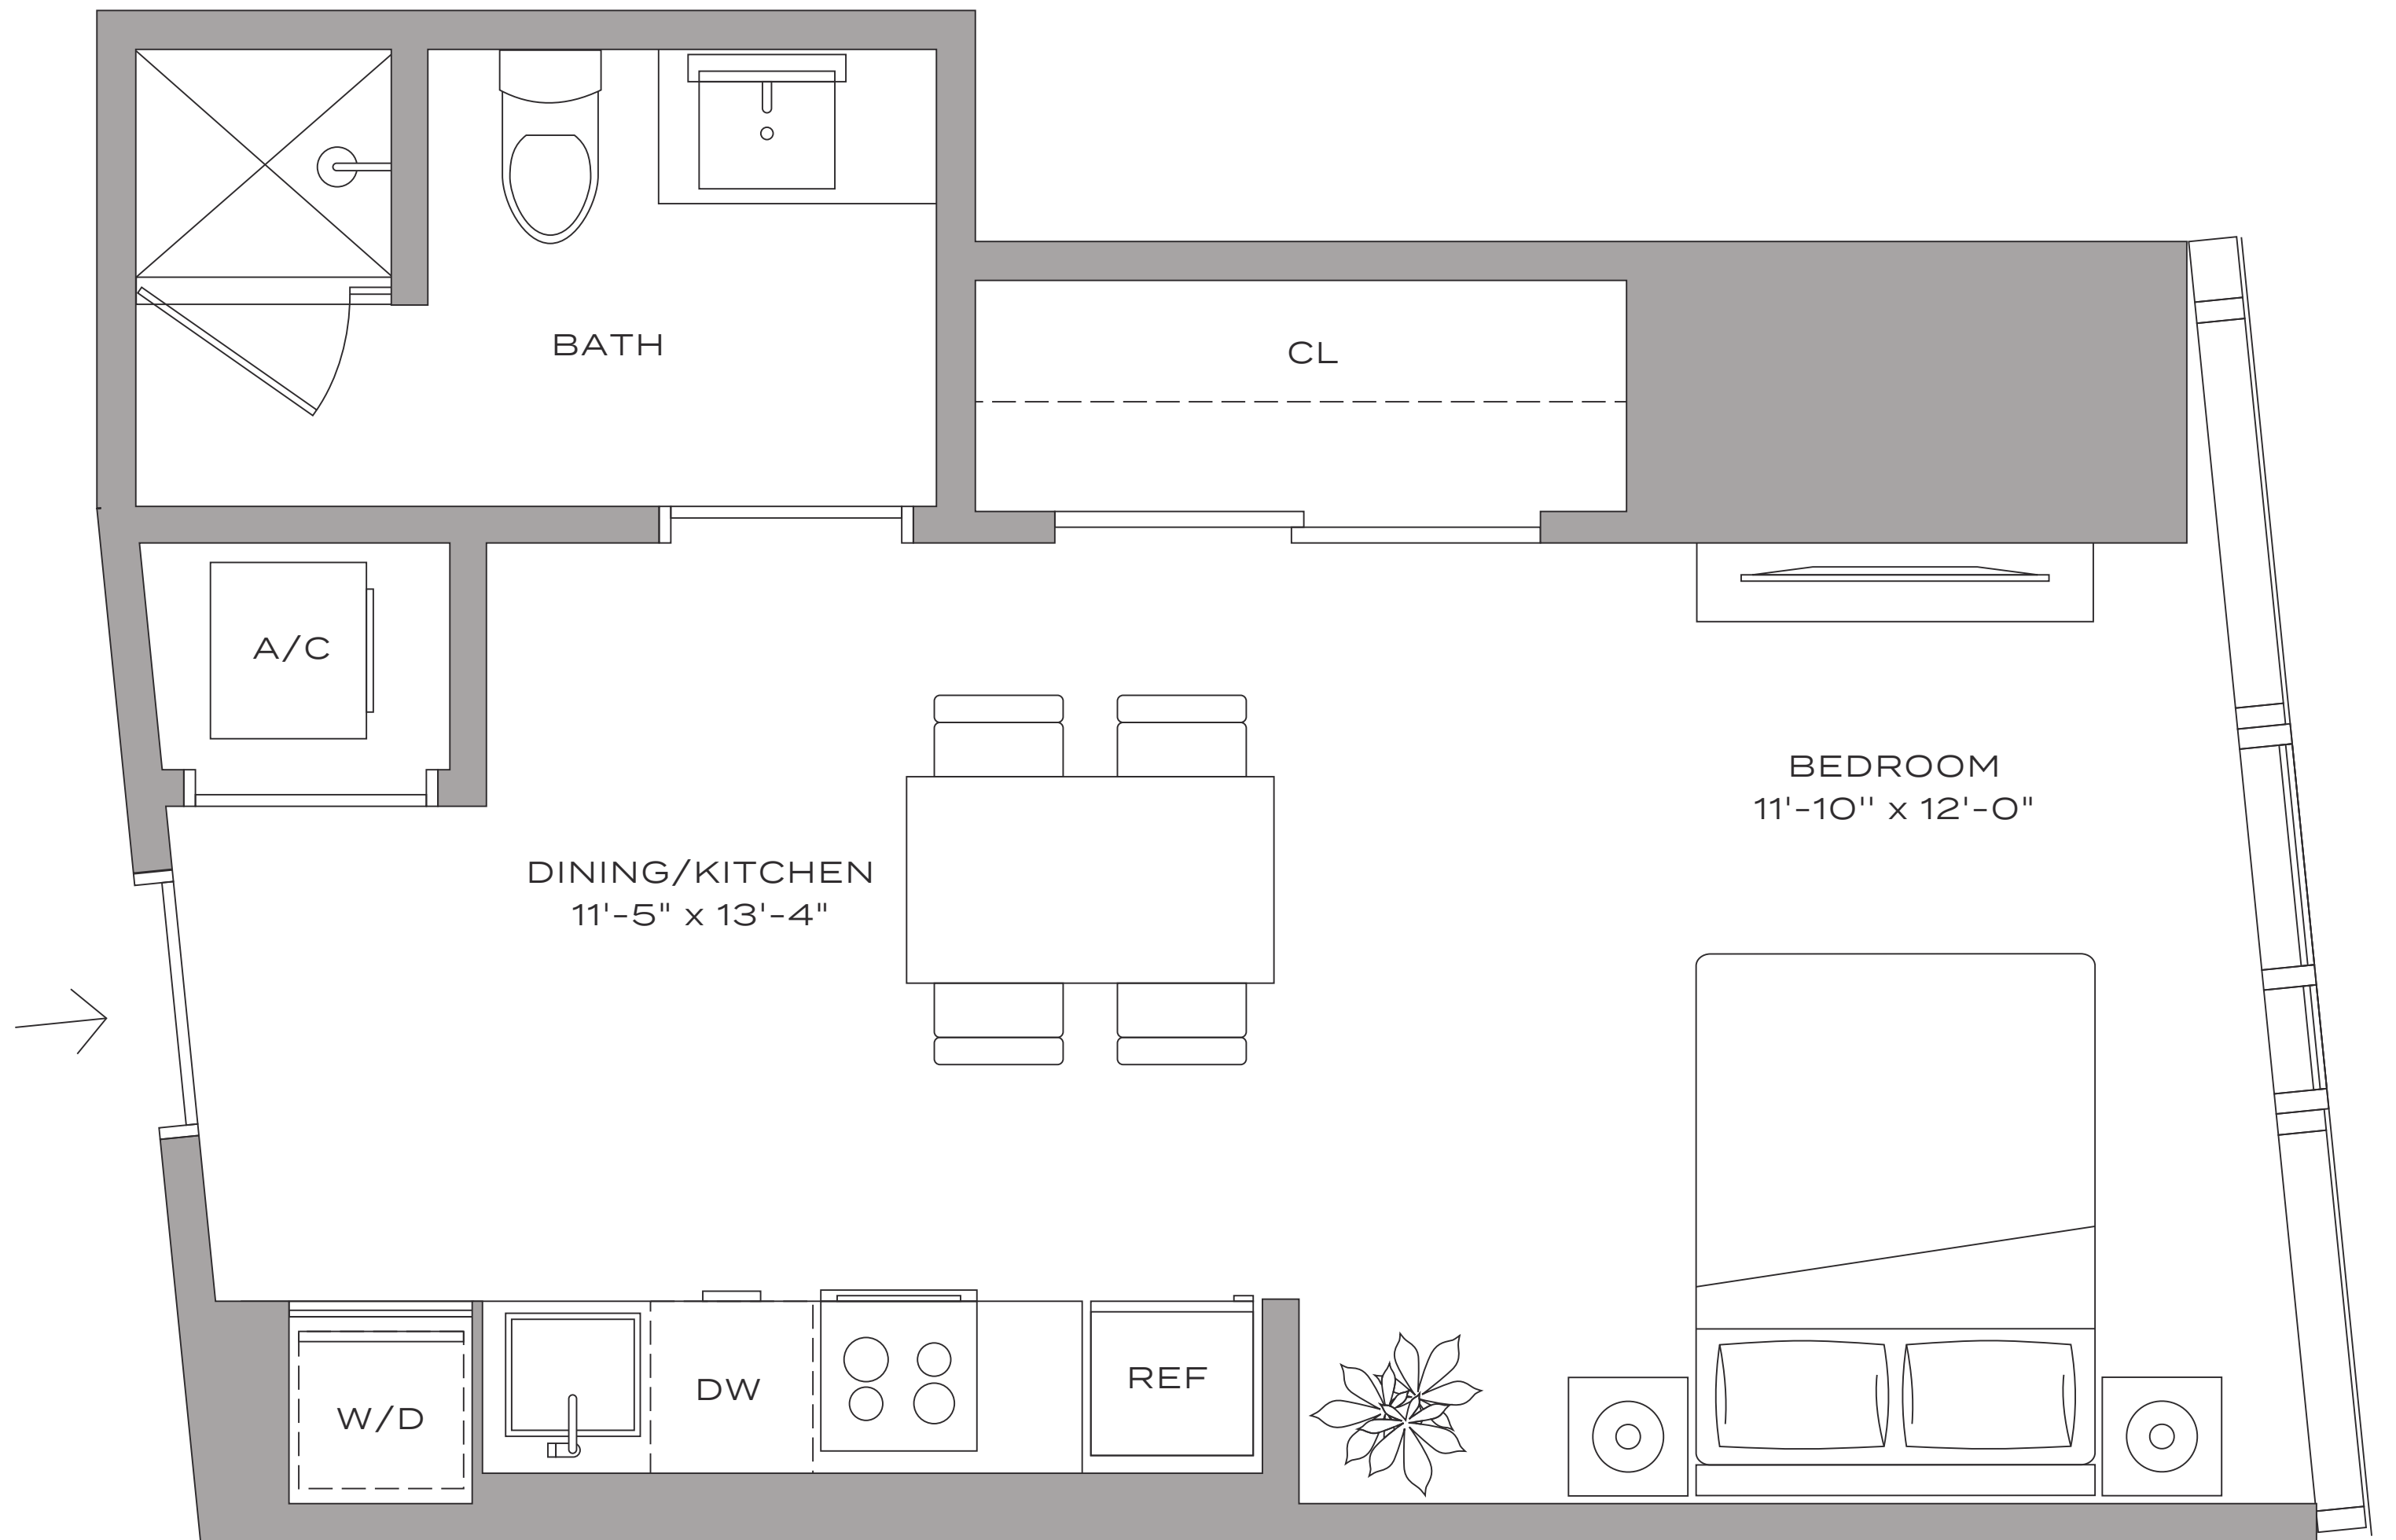 BATH
CL
A/C
BEDROOM
11'-10'' x 12'-0"
DINING/KITCHEN
11'-5" x 13'-4"
REF
DW
W/D